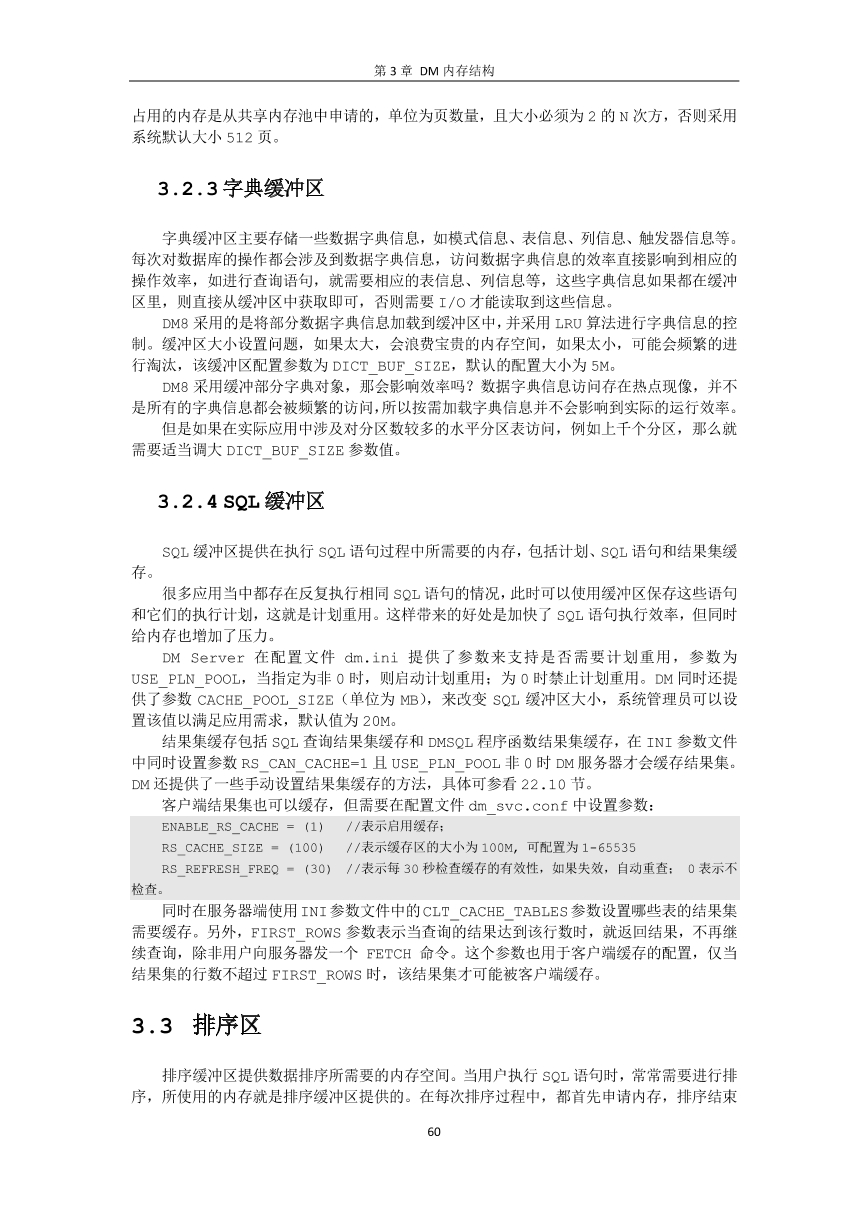 第 3 章 DM 内存结构
占用的内存是从共享内存池中申请的，单位为页数量，且大小必须为 2 的 N 次方，否则采用
系统默认大小 512 页。
3.2.3 字典缓冲区
字典缓冲区主要存储一些数据字典信息，如模式信息、表信息、列信息、触发器信息等。
每次对数据库的操作都会涉及到数据字典信息，访问数据字典信息的效率直接影响到相应的
操作效率，如进行查询语句，就需要相应的表信息、列信息等，这些字典信息如果都在缓冲
区里，则直接从缓冲区中获取即可，否则需要 I/O 才能读取到这些信息。
DM8 采用的是将部分数据字典信息加载到缓冲区中，并采用 LRU 算法进行字典信息的控
制。缓冲区大小设置问题，如果太大，会浪费宝贵的内存空间，如果太小，可能会频繁的进
行淘汰，该缓冲区配置参数为 DICT_BUF_SIZE，默认的配置大小为 5M。
DM8 采用缓冲部分字典对象，那会影响效率吗？数据字典信息访问存在热点现像，并不
是所有的字典信息都会被频繁的访问，所以按需加载字典信息并不会影响到实际的运行效率。
但是如果在实际应用中涉及对分区数较多的水平分区表访问，例如上千个分区，那么就
需要适当调大 DICT_BUF_SIZE 参数值。
3.2.4 SQL 缓冲区
SQL 缓冲区提供在执行 SQL 语句过程中所需要的内存，包括计划、SQL 语句和结果集缓
存。
很多应用当中都存在反复执行相同 SQL 语句的情况，此时可以使用缓冲区保存这些语句
和它们的执行计划，这就是计划重用。这样带来的好处是加快了 SQL 语句执行效率，但同时
给内存也增加了压力。
DM Server 在配置文件 dm.ini 提供了参数来支持是否需要计划重用，参数为
USE_PLN_POOL，当指定为非 0 时，则启动计划重用；为 0 时禁止计划重用。DM 同时还提
供了参数 CACHE_POOL_SIZE（单位为 MB），来改变 SQL 缓冲区大小，系统管理员可以设
置该值以满足应用需求，默认值为 20M。
结果集缓存包括 SQL 查询结果集缓存和 DMSQL 程序函数结果集缓存，在 INI 参数文件
中同时设置参数 RS_CAN_CACHE=1 且 USE_PLN_POOL 非 0 时 DM 服务器才会缓存结果集。
DM 还提供了一些手动设置结果集缓存的方法，具体可参看 22.10 节。
客户端结果集也可以缓存，但需要在配置文件 dm_svc.conf 中设置参数：
ENABLE_RS_CACHE = (1) //表示启用缓存；
RS_CACHE_SIZE = (100) //表示缓存区的大小为 100M, 可配置为 1-65535
RS_REFRESH_FREQ = (30) //表示每 30 秒检查缓存的有效性，如果失效，自动重查； 0 表示不
检查。
同时在服务器端使用 INI 参数文件中的 CLT_CACHE_TABLES 参数设置哪些表的结果集
需要缓存。另外，FIRST_ROWS 参数表示当查询的结果达到该行数时，就返回结果，不再继
续查询，除非用户向服务器发一个 FETCH 命令。这个参数也用于客户端缓存的配置，仅当
结果集的行数不超过 FIRST_ROWS 时，该结果集才可能被客户端缓存。
3.3 排序区
排序缓冲区提供数据排序所需要的内存空间。当用户执行 SQL 语句时，常常需要进行排
序，所使用的内存就是排序缓冲区提供的。在每次排序过程中，都首先申请内存，排序结束
60